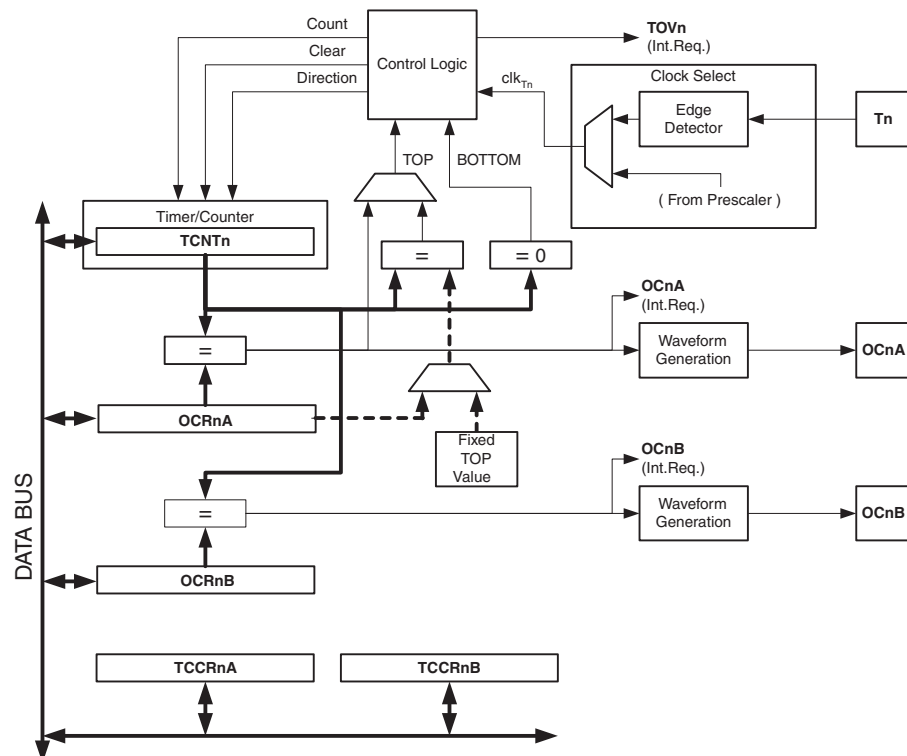 Count
Clear
Direction
Control Logic
TOVn
(Int.Req.)
Clock Select
clkTn
Edge
Detector
Tn
( From Prescaler )
TOP
BOTTOM
Timer/Counter
TCNTn
=
= 0
OCnA
(Int.Req.)
=
Waveform
Generation
OCnA
OCRnA
Fixed
TOP
Value
OCnB
(Int.Req.)
=
Waveform
Generation
OCnB
OCRnB
TCCRnA
TCCRnB
DATA BUS